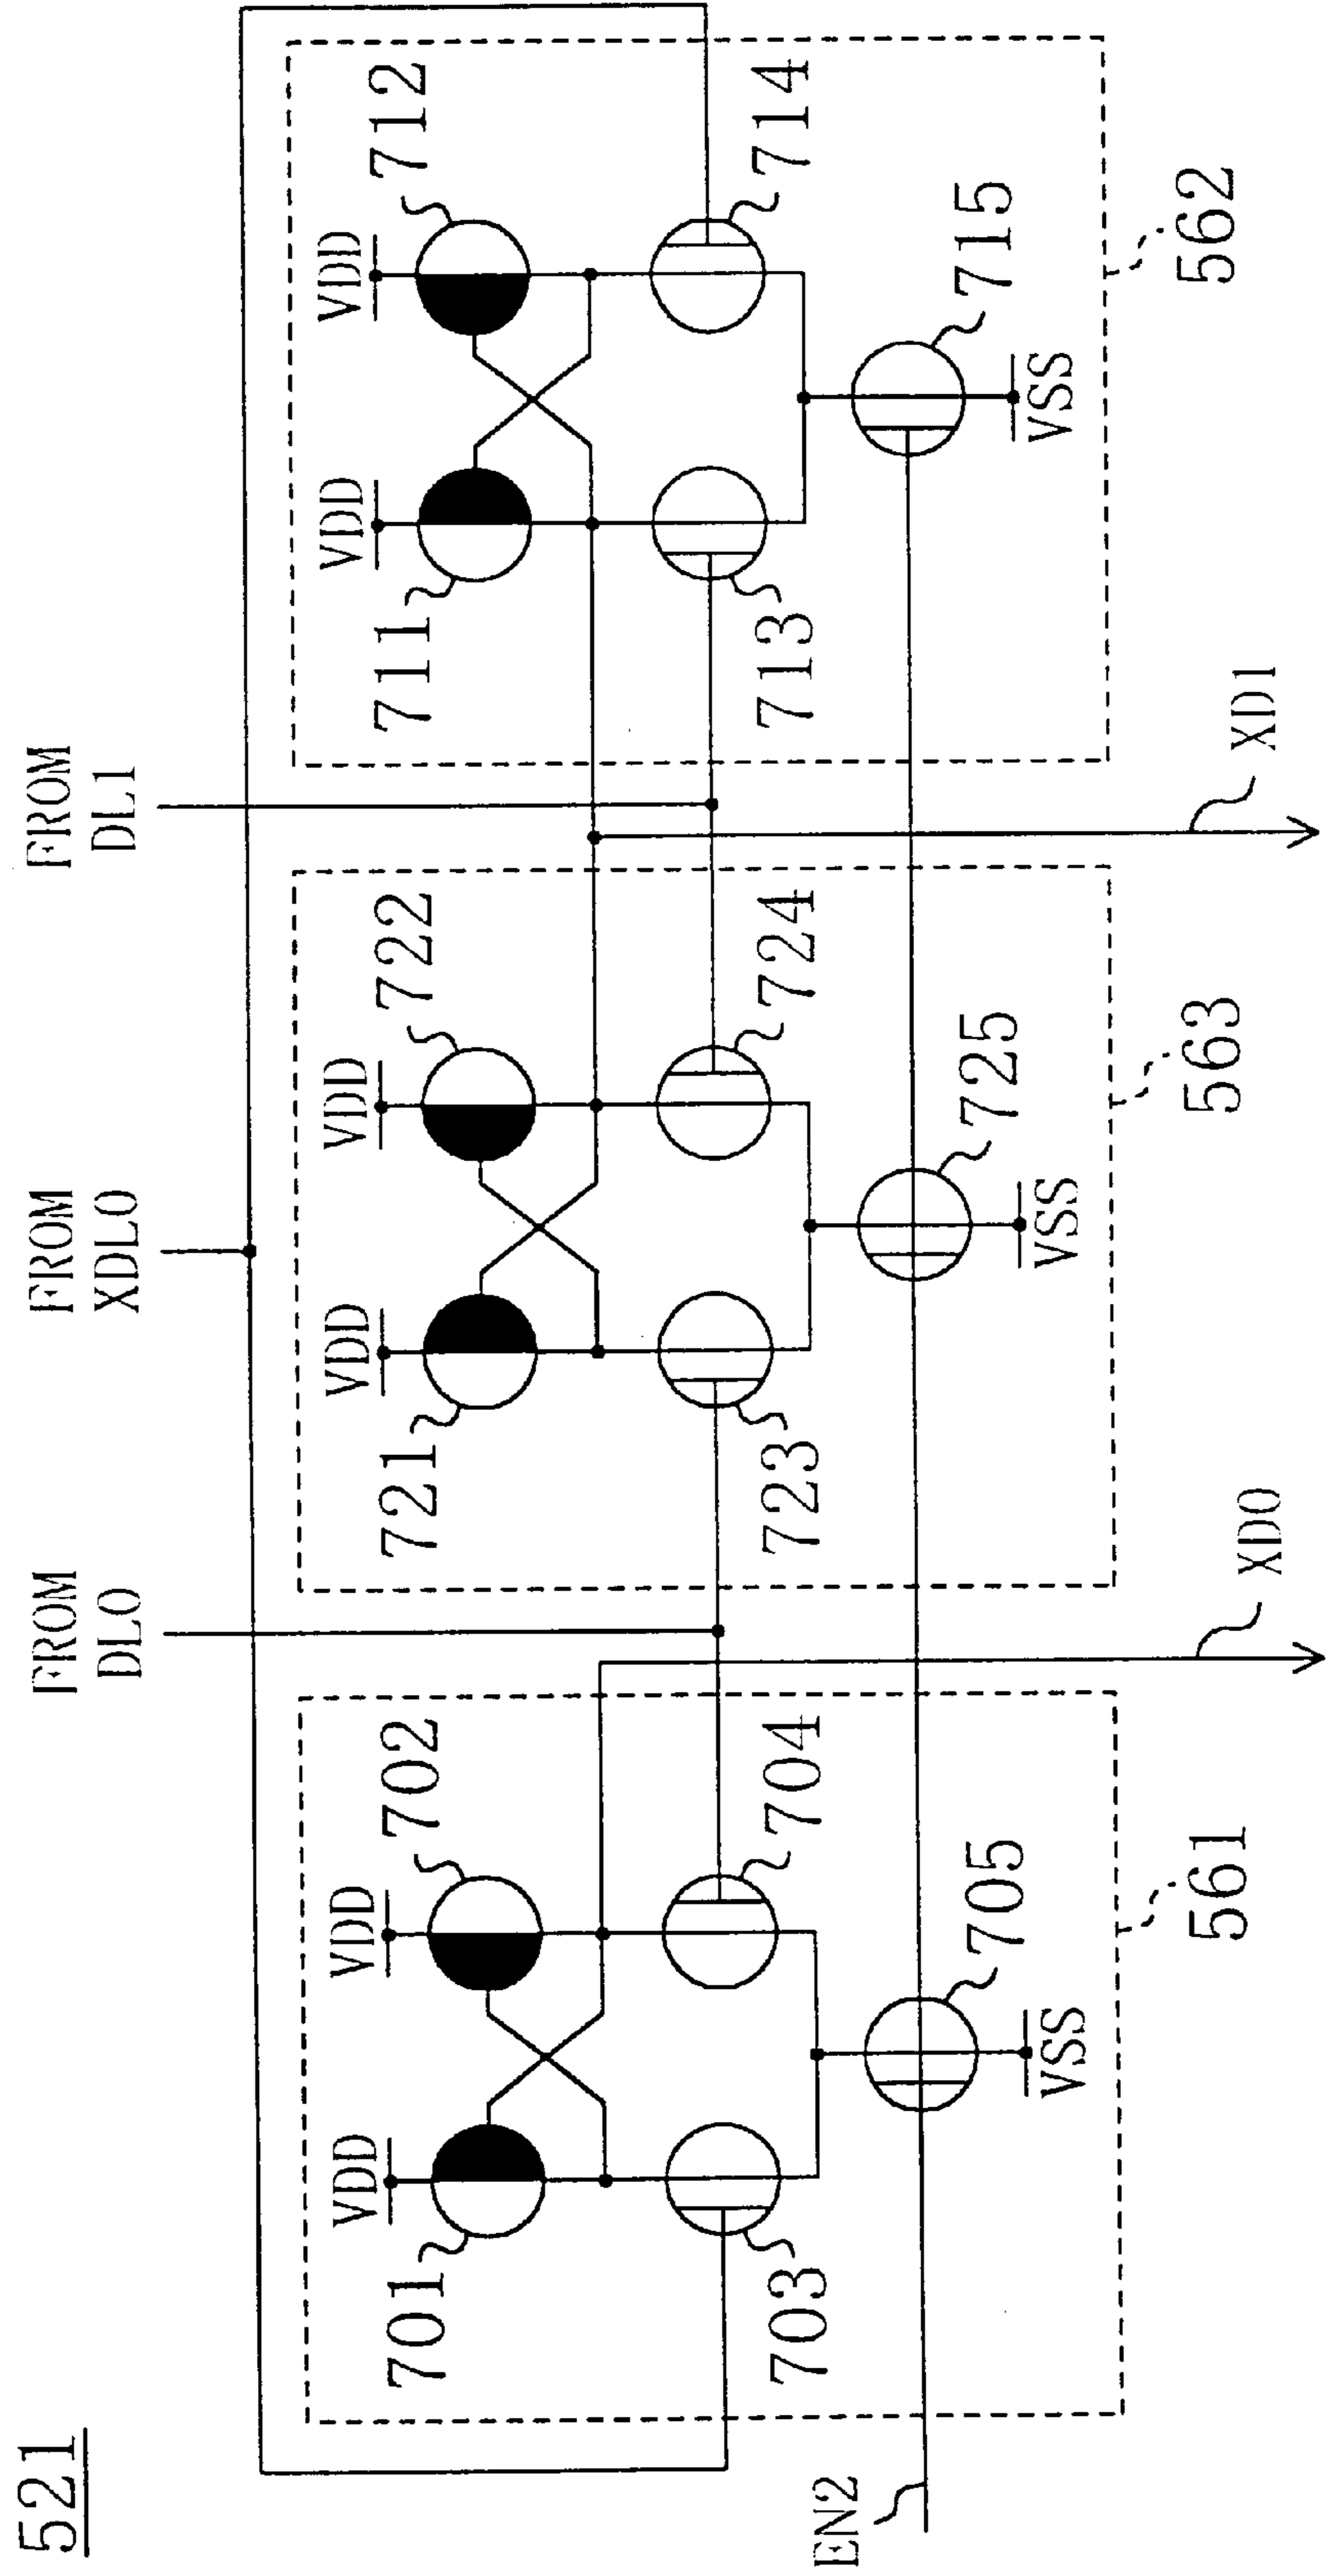 521
FROM
DL0
FROM
XDL0
FROM
DL1
VDD
VDD
VDD
VDD
VDD
VDD
701
702
721
722
711
712
703
704
723
724
713
714
EN2
705
725
715
VSS
VSS
VSS
561
563
562
XD0
XD1